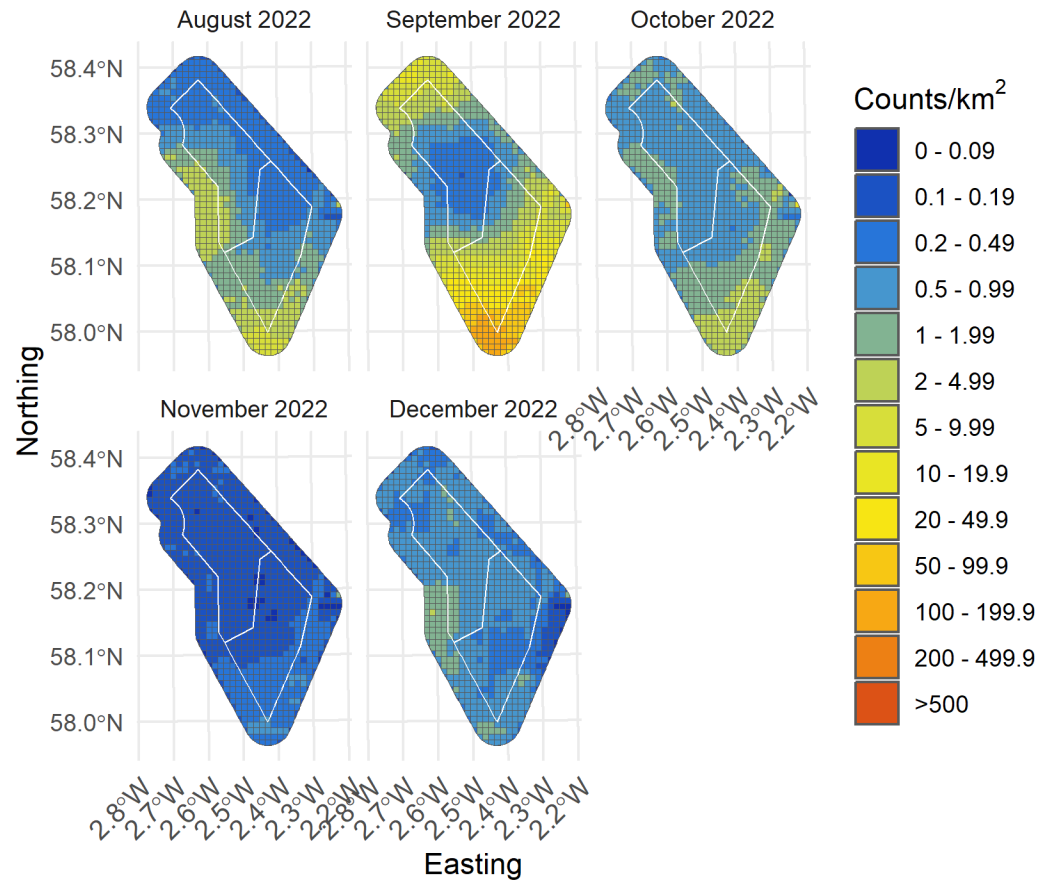 August 2022
September 2022
October 2022
58.4°N
58.3°N
58.2°N
58.1°N
58.0°N
2.8°W
2.7°W
2.6°W
2.5°W
2.4°W
2.3°W
2.2°W
November 2022
December 2022
58.4°N
58.3°N
58.2°N
58.1°N
58.0°N
2.8°W
2.7°W
2.6°W
2.5°W
2.4°W
2.3°W
2.2°W
2.8°W
2.7°W
2.6°W
2.5°W
2.4°W
2.3°W
2.2°W
Northing
Easting
Counts/km²
0 - 0.09
0.1 - 0.19
0.2 - 0.49
0.5 - 0.99
1 - 1.99
2 - 4.99
5 - 9.99
10 - 19.9
20 - 49.9
50 - 99.9
100 - 199.9
200 - 499.9
>500